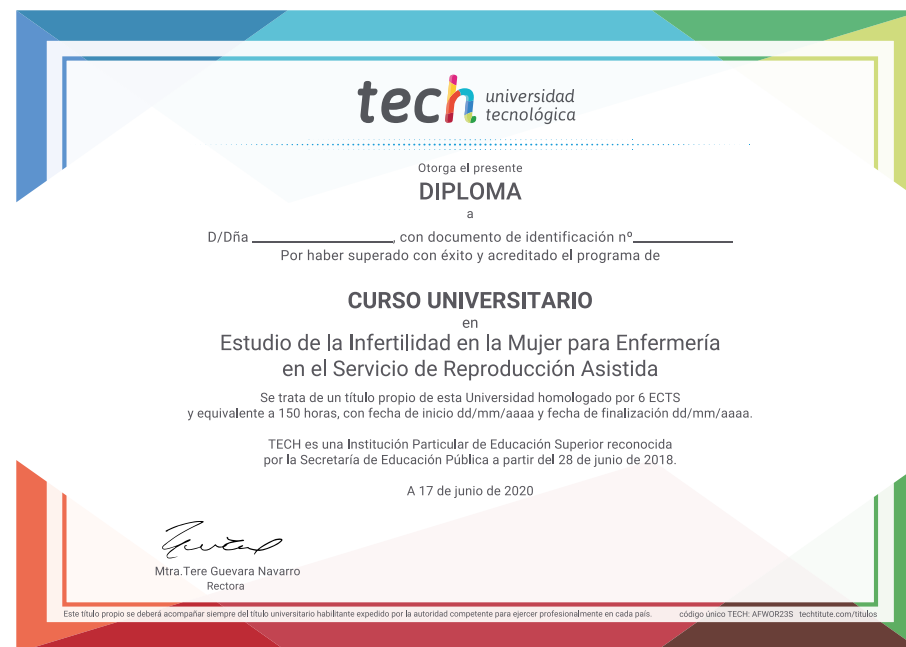 tech universidad
tecnológica
Otorga el presente
DIPLOMA
a
D/Dña ____________________, con documento de identificación nº______________
Por haber superado con éxito y acreditado el programa de
CURSO UNIVERSITARIO
en
Estudio de la Infertilidad en la Mujer para Enfermería
en el Servicio de Reproducción Asistida
Se trata de un título propio de esta Universidad homologado por 6 ECTS
y equivalente a 150 horas, con fecha de inicio dd/mm/aaaa y fecha de finalización dd/mm/aaaa.
TECH es una Institución Particular de Educación Superior reconocida
por la Secretaría de Educación Pública a partir del 28 de junio de 2018.
A 17 de junio de 2020
Mtra.Tere Guevara Navarro
Rectora
Este título propio se deberá acompañar siempre del título universitario habilitante expedido por la autoridad competente para ejercer profesionalmente en cada país. código único TECH: AFWOR23S techtitute.com/titulos